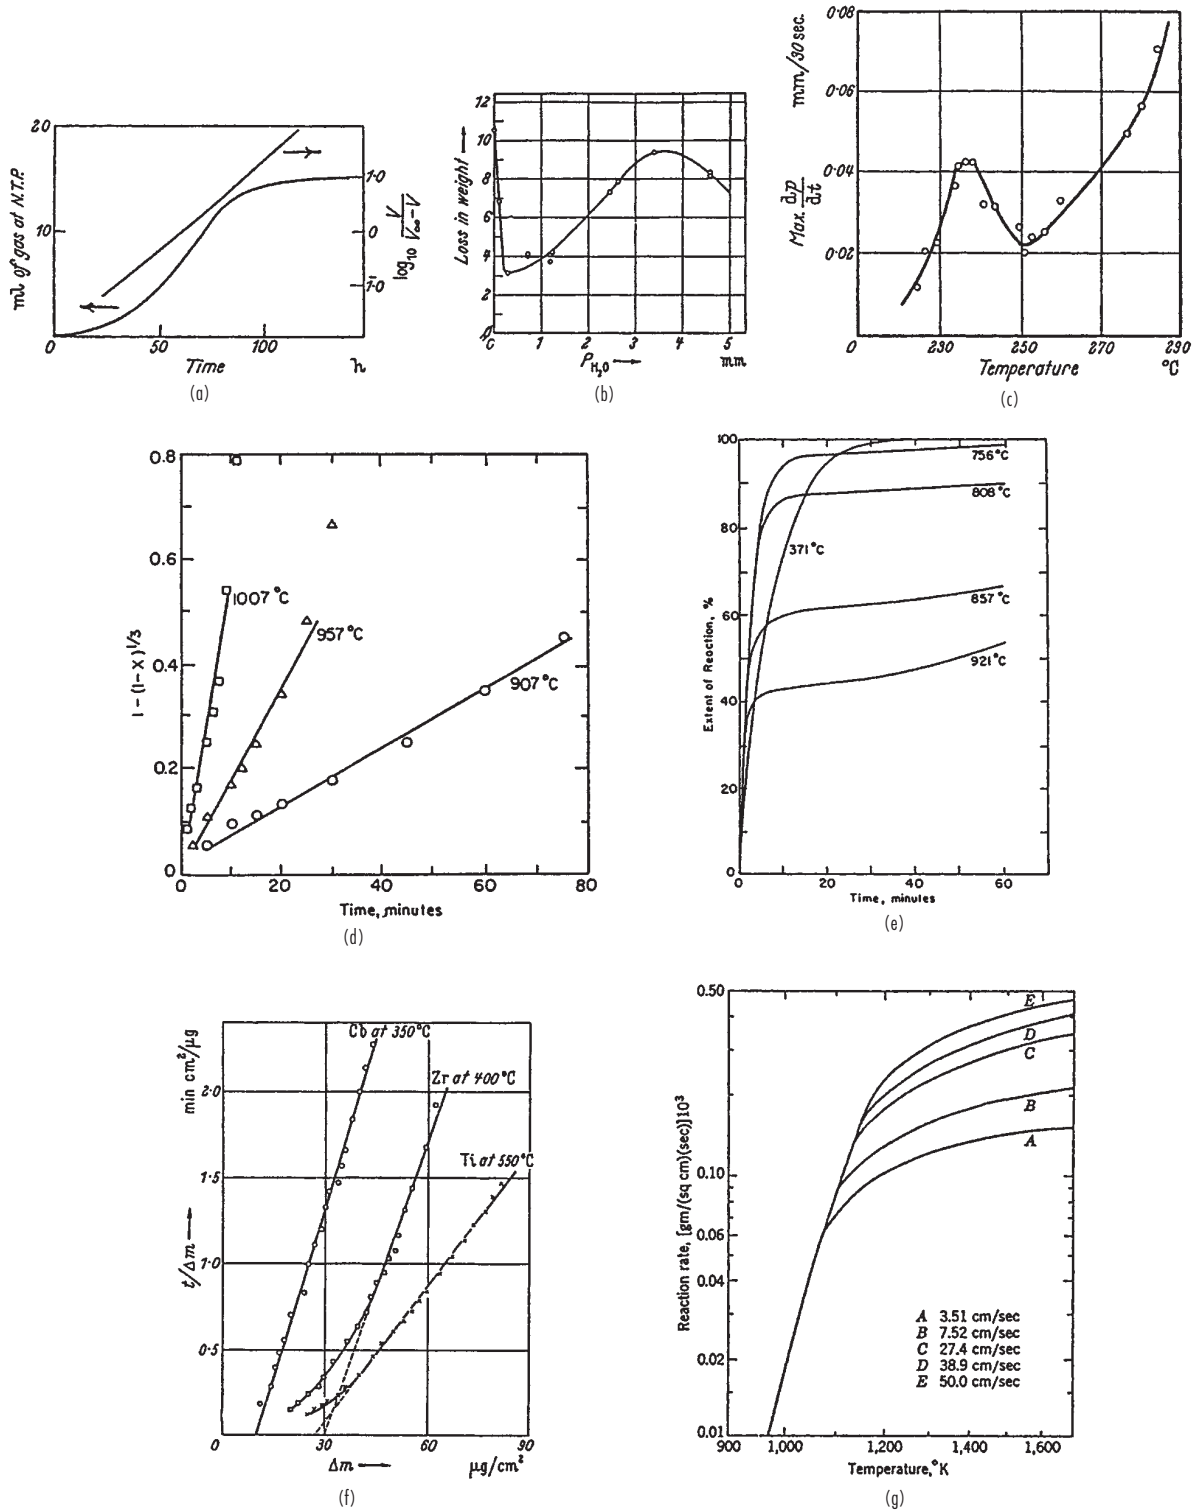 ml of gas at N.T.P.
20
10
0
50
100
Time
h
1·0
0
log10 V / V∞-V
(a)
Loss in weight
12
10
8
6
4
2
0
1
2
3
4
5
PH2O
mm
(b)
mm/30 sec.
Max. ∂p/∂t
0·08
0·06
0·04
0·02
0
230
250
270
290
Temperature
°C
(c)
1 - (1-X)1/3
0.8
0.6
0.4
0.2
0
1007 °C
957 °C
907 °C
0
20
40
60
80
Time, minutes
(d)
Extent of Reaction, %
100
80
60
40
20
0
756 °C
808 °C
371 °C
857 °C
921 °C
0
20
40
60
Time, minutes
(e)
min cm2/μg
t/Δm
2·0
1·5
1·0
0·5
Cb at 350°C
Zr at 400°C
Ti at 550°C
0
30
60
90
Δm
μg/cm2
(f)
Reaction rate, [gm/(sq cm)(sec)]103
0.50
0.10
0.06
0.04
0.02
0.01
E
D
C
B
A
A 3.51 cm/sec
B 7.52 cm/sec
C 27.4 cm/sec
D 38.9 cm/sec
E 50.0 cm/sec
900
1,000
1,200
1,400
1,600
Temperature, °K
(g)